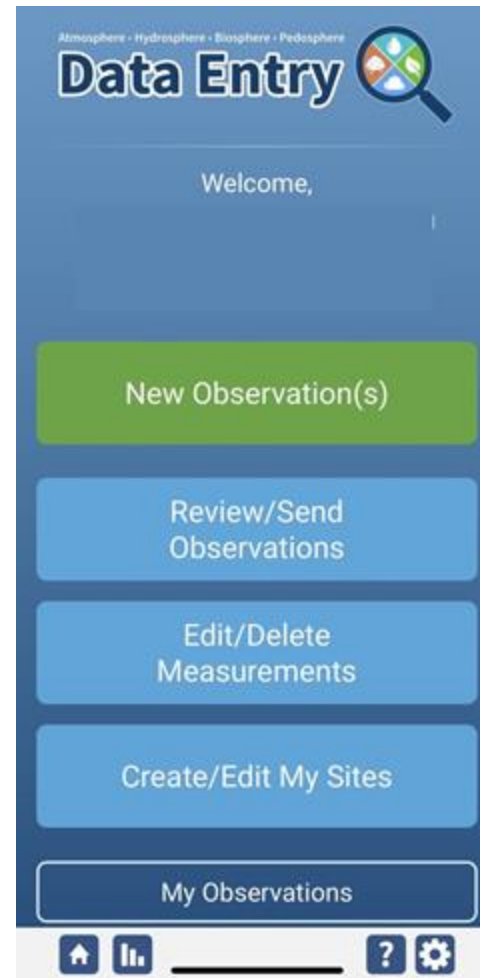 Atmosphere - Hydrosphere - Biosphere - Pedosphere
Data Entry
Welcome,
New Observation(s)
Review/Send
Observations
Edit/Delete
Measurements
Create/Edit My Sites
My Observations
?